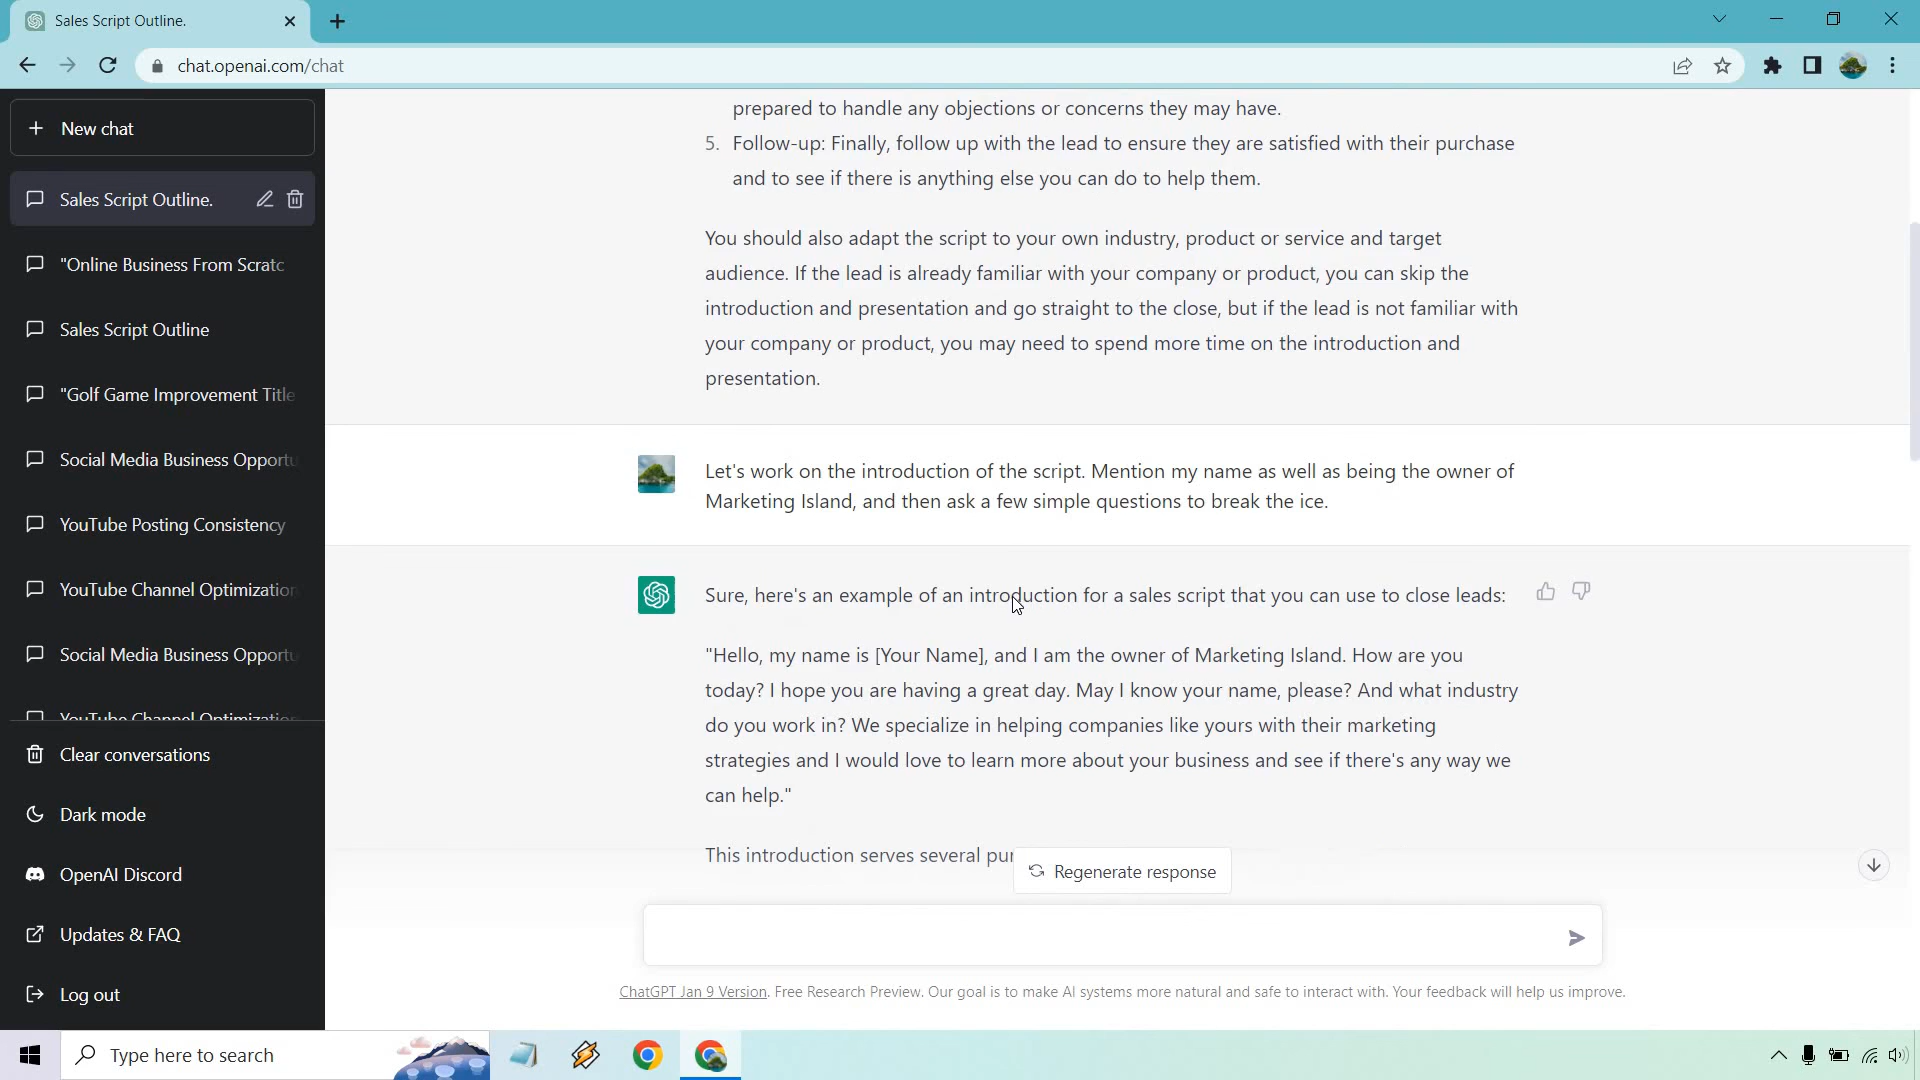 Sales Script Outline.
chat.openai.com/chat
New chat
Sales Script Outline.
"Online Business From Scratc
Sales Script Outline
"Golf Game Improvement Title
Social Media Business Opportu
YouTube Posting Consistency
YouTube Channel Optimization
Social Media Business Opportu
YouTube Channel Optimization
Clear conversations
Dark mode
OpenAI Discord
Updates & FAQ
Log out
prepared to handle any objections or concerns they may have.
5. Follow-up: Finally, follow up with the lead to ensure they are satisfied with their purchase
and to see if there is anything else you can do to help them.
You should also adapt the script to your own industry, product or service and target
audience. If the lead is already familiar with your company or product, you can skip the
introduction and presentation and go straight to the close, but if the lead is not familiar with
your company or product, you may need to spend more time on the introduction and
presentation.
Let's work on the introduction of the script. Mention my name as well as being the owner of
Marketing Island, and then ask a few simple questions to break the ice.
Sure, here's an example of an introduction for a sales script that you can use to close leads:
"Hello, my name is [Your Name], and I am the owner of Marketing Island. How are you
today? I hope you are having a great day. May I know your name, please? And what industry
do you work in? We specialize in helping companies like yours with their marketing
strategies and I would love to learn more about your business and see if there's any way we
can help."
This introduction serves several pur
Regenerate response
ChatGPT Jan 9 Version. Free Research Preview. Our goal is to make AI systems more natural and safe to interact with. Your feedback will help us improve.
Type here to search